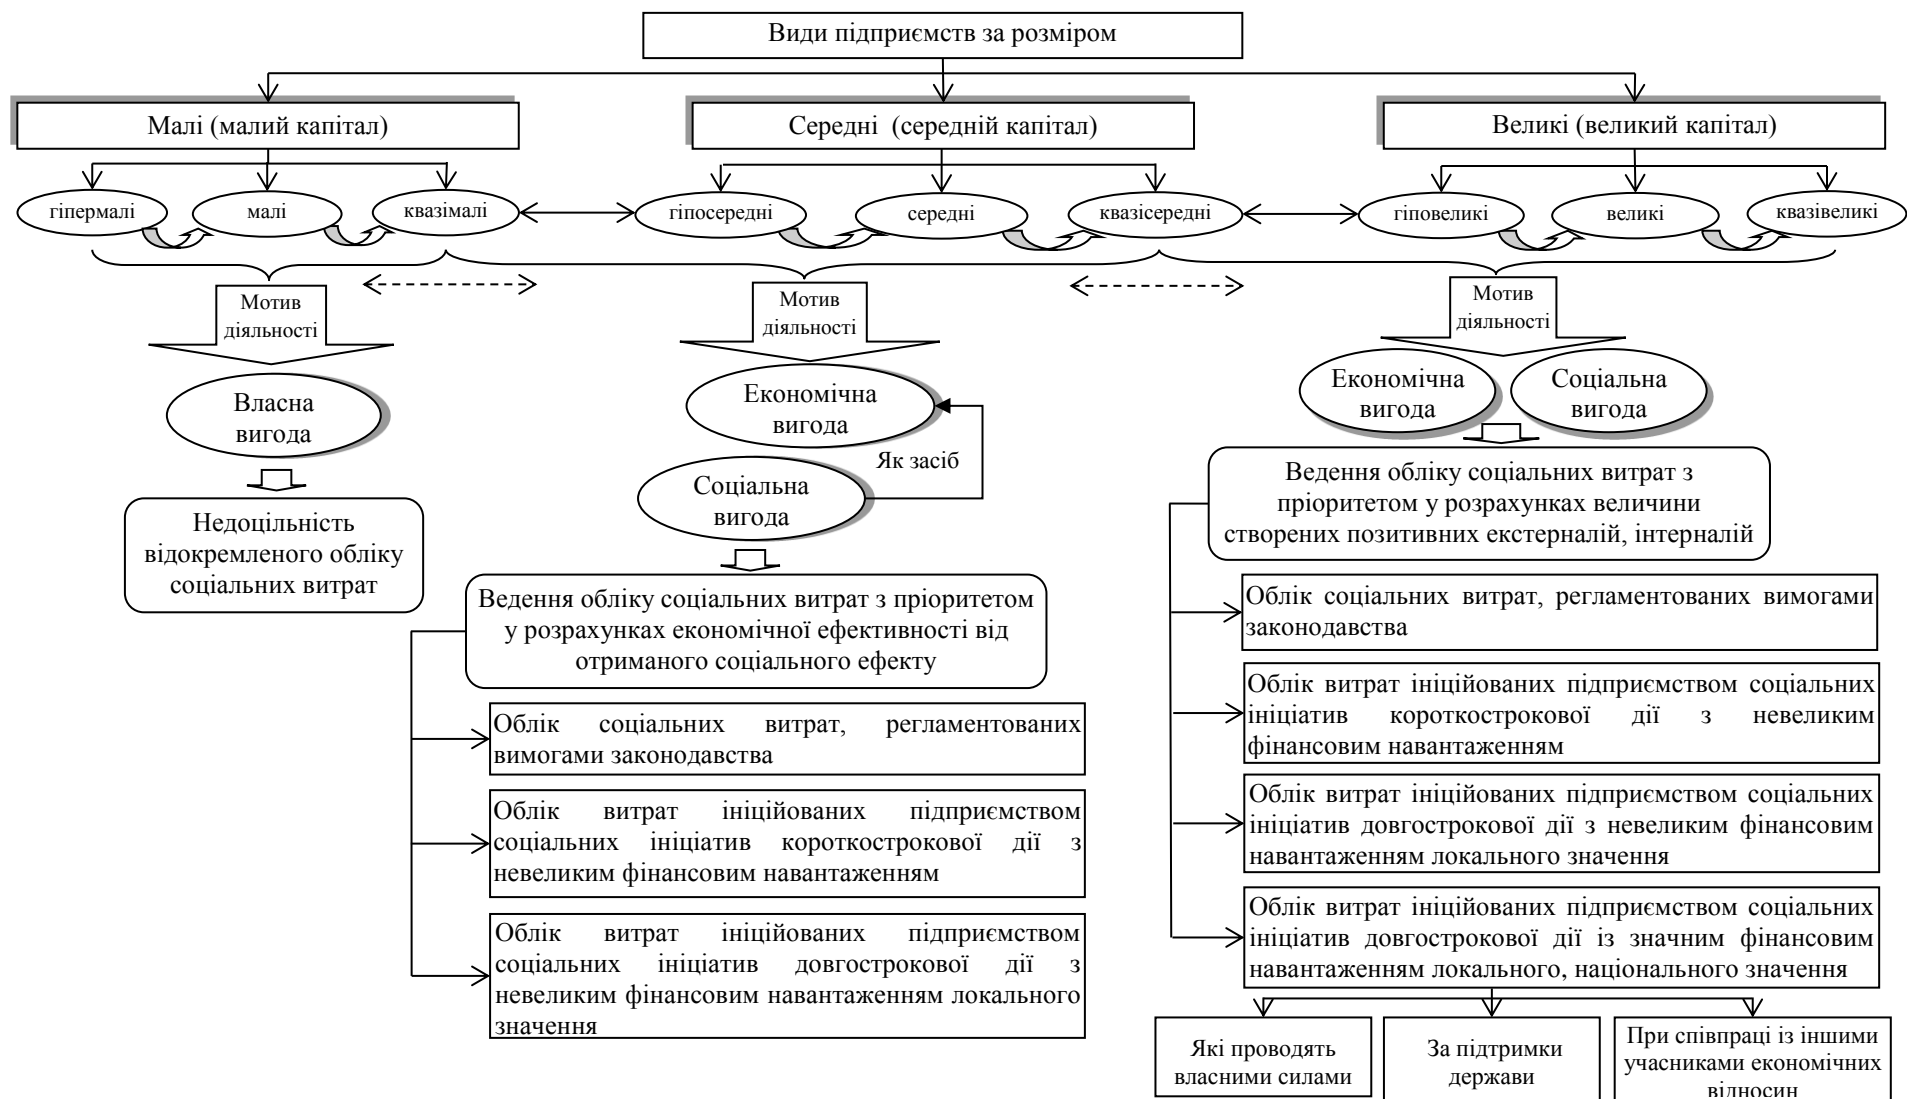 Види підприємств за розміром
Малі (малий капітал)
Середні (середній капітал)
Великі (великий капітал)
гіпермалі
малі
квазімалі
гіпосередні
середні
квазісередні
гіповеликі
великі
квазівеликі
Мотив
діяльності
Мотив
діяльності
Мотив
діяльності
Власна
вигода
Недоцільність
відокремленого обліку
соціальних витрат
Економічна
вигода
Як засіб
Соціальна
вигода
Ведення обліку соціальних витрат з пріоритетом
у розрахунках економічної ефективності від
отриманого соціального ефекту
Облік соціальних витрат, регламентованих
вимогами законодавства
Облік витрат ініційованих підприємством
соціальних ініціатив короткострокової дії з
невеликим фінансовим навантаженням
Облік витрат ініційованих підприємством
соціальних ініціатив довгострокової дії з
невеликим фінансовим навантаженням локального
значення
Економічна
вигода
Соціальна
вигода
Ведення обліку соціальних витрат з
пріоритетом у розрахунках величини
створених позитивних екстерналій, інтерналій
Облік соціальних витрат, регламентованих вимогами
законодавства
Облік витрат ініційованих підприємством соціальних
ініціатив короткострокової дії з невеликим
фінансовим навантаженням
Облік витрат ініційованих підприємством соціальних
ініціатив довгострокової дії з невеликим фінансовим
навантаженням локального значення
Облік витрат ініційованих підприємством соціальних
ініціатив довгострокової дії із значним фінансовим
навантаженням локального, національного значення
Які проводять
власними силами
За підтримки
держави
При співпраці із іншими
учасниками економічних
відносин